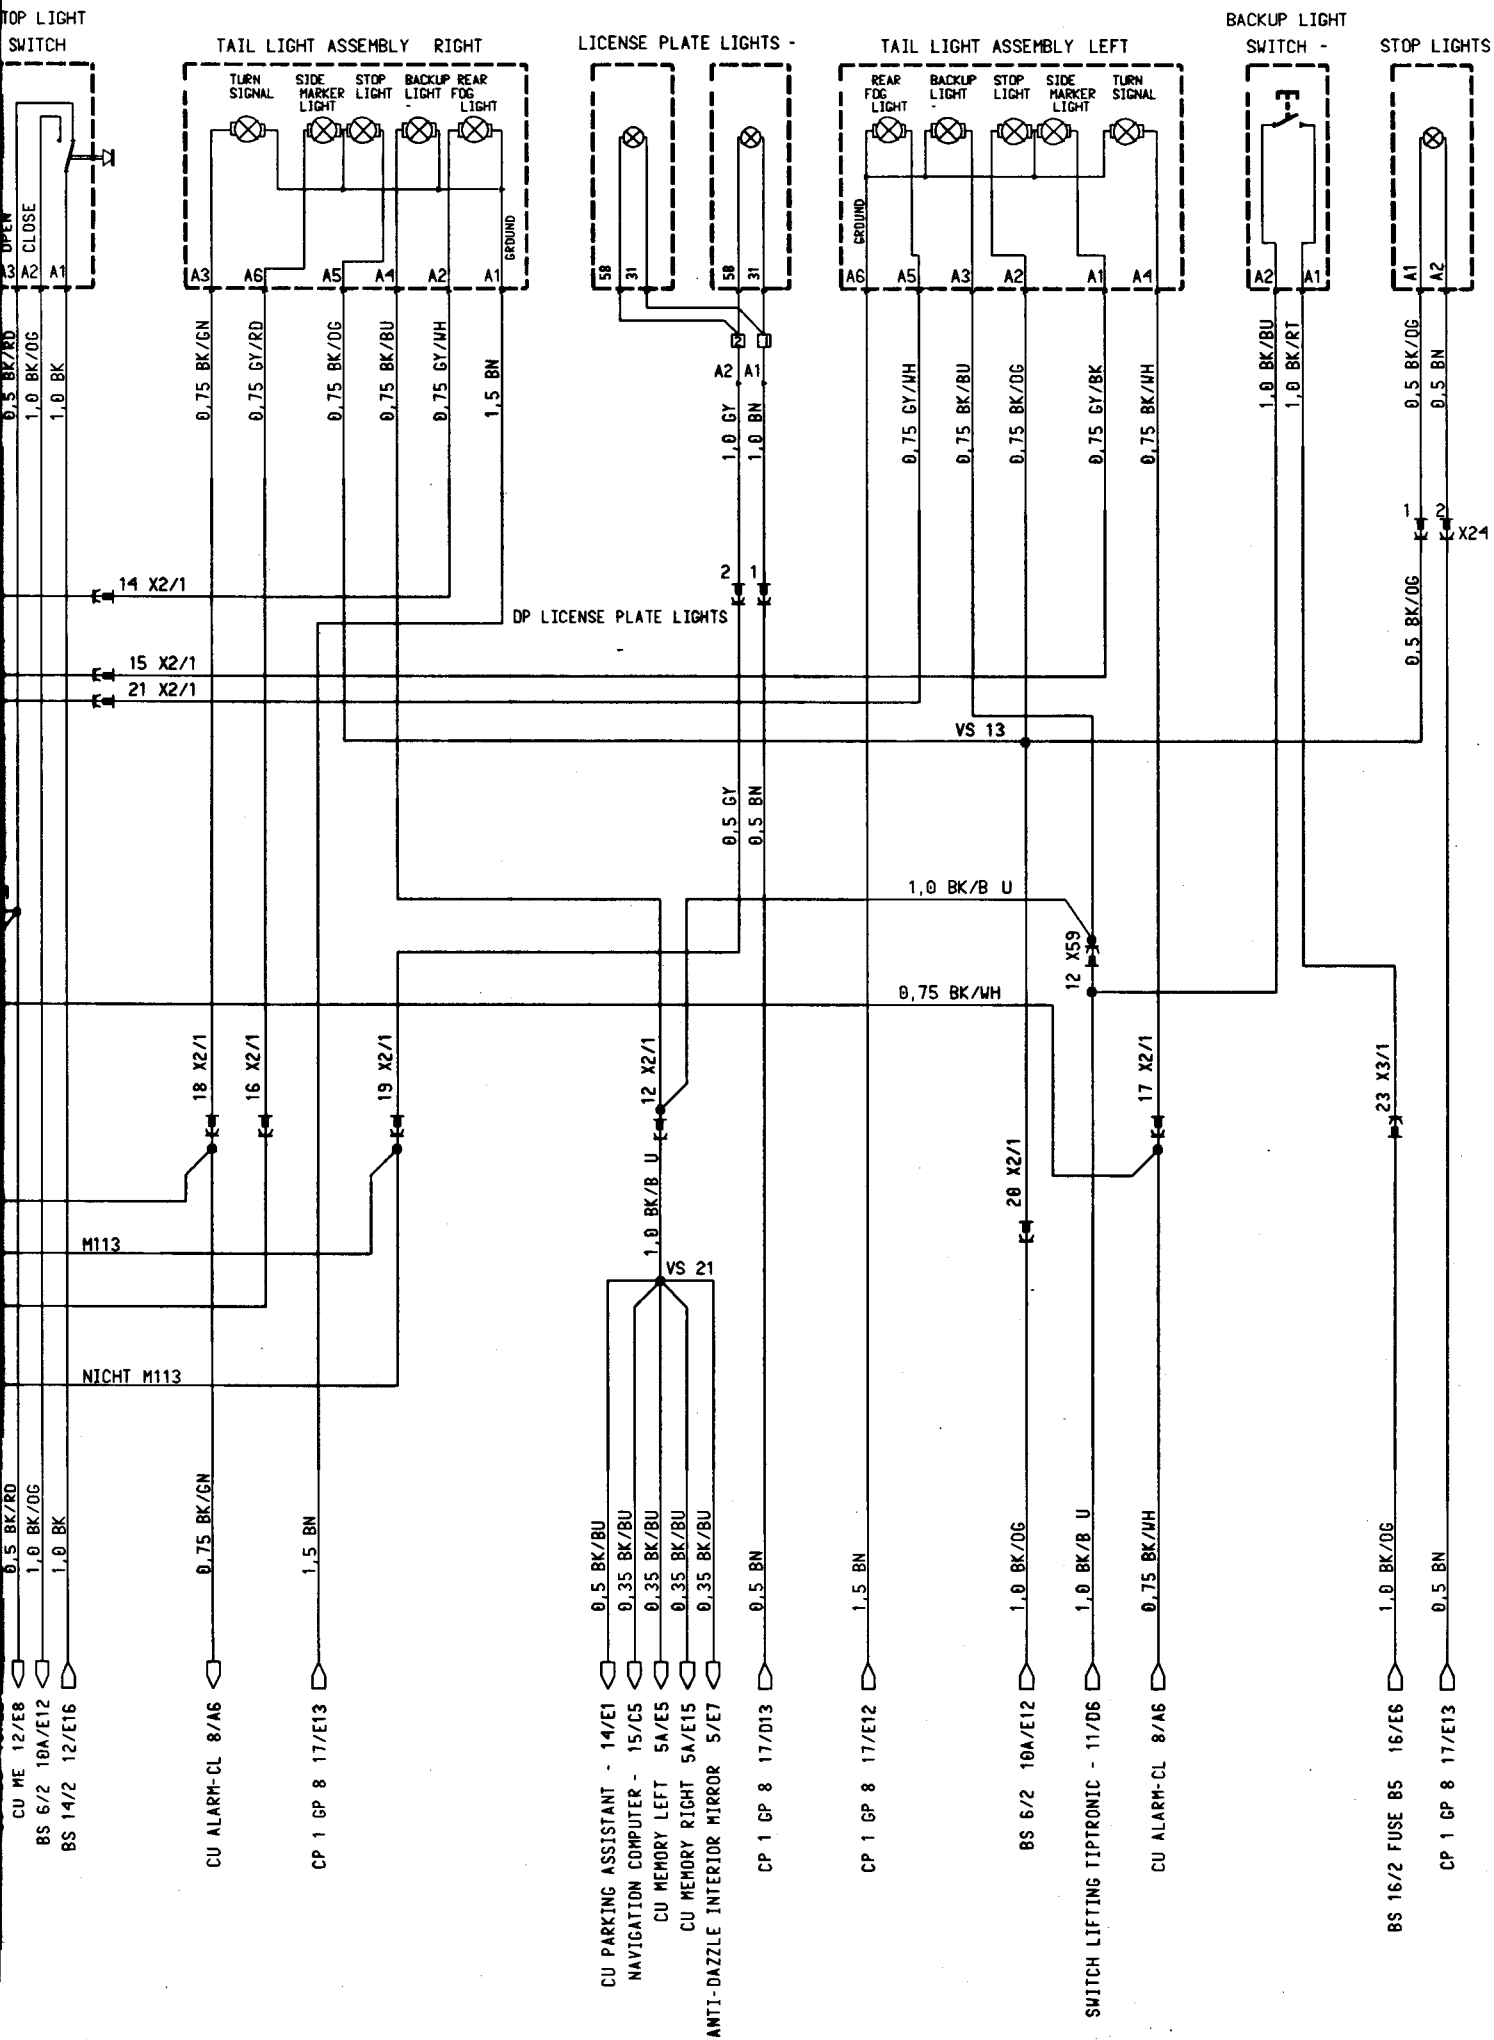 TOP LIGHT
SWITCH
OPEN
CLOSE
A3 A2 A1
TAIL LIGHT ASSEMBLY RIGHT
TURN
SIGNAL
SIDE
MARKER
LIGHT
STOP
LIGHT
BACKUP
LIGHT
-
REAR
FOG
LIGHT
GROUND
A3 A6 A5 A4 A2 A1
LICENSE PLATE LIGHTS -
58 31
58 31
2 1
A2 A1
TAIL LIGHT ASSEMBLY LEFT
REAR
FOG
LIGHT
BACKUP
LIGHT
-
STOP
LIGHT
SIDE
MARKER
LIGHT
TURN
SIGNAL
GROUND
A6 A5 A3 A2 A1 A4
BACKUP LIGHT
SWITCH -
A2 A1
STOP LIGHTS
A1 A2
0,5 BK/RD
1,0 BK/OG
1,0 BK
0,75 BK/GN
0,75 GY/RD
0,75 BK/OG
0,75 BK/BU
0,75 GY/WH
1,5 BN
1,0 GY
1,0 BN
0,75 GY/WH
0,75 BK/BU
0,75 BK/OG
0,75 GY/BK
0,75 BK/WH
1,0 BK/BU
1,0 BK/RT
0,5 BK/OG
0,5 BN
1 2 X24
14 X2/1
2 1
DP LICENSE PLATE LIGHTS
-
0,5 BK/OG
15 X2/1
21 X2/1
VS 13
0,5 GY
0,5 BN
1,0 BK/B U
12 X59
0,75 BK/WH
18 X2/1
16 X2/1
19 X2/1
12 X2/1
17 X2/1
23 X3/1
20 X2/1
1,0 BK/B U
M113
VS 21
NICHT M113
0,5 BK/RD
1,0 BK/OG
1,0 BK
0,75 BK/GN
1,5 BN
0,5 BK/BU
0,35 BK/BU
0,35 BK/BU
0,35 BK/BU
0,35 BK/BU
0,5 BN
1,5 BN
1,0 BK/OG
1,0 BK/B U
0,75 BK/WH
1,0 BK/OG
0,5 BN
CU ME 12/E8
BS 6/2 10A/E12
BS 14/2 12/E16
CU ALARM-CL 8/A6
CP 1 GP 8 17/E13
CU PARKING ASSISTANT - 14/E1
NAVIGATION COMPUTER - 15/C5
CU MEMORY LEFT 5A/E5
CU MEMORY RIGHT 5A/E15
ANTI-DAZZLE INTERIOR MIRROR 5/E7
CP 1 GP 8 17/D13
CP 1 GP 8 17/E12
BS 6/2 10A/E12
SWITCH LIFTING TIPTRONIC - 11/D6
CU ALARM-CL 8/A6
BS 16/2 FUSE B5 16/E6
CP 1 GP 8 17/E13